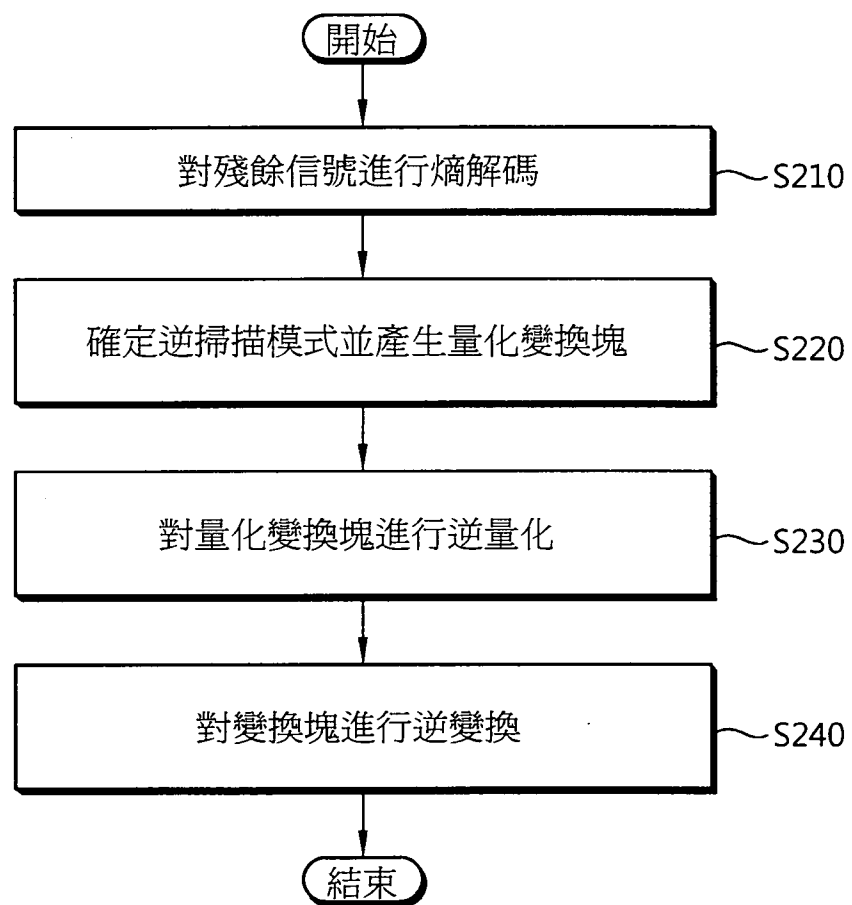 開始
對殘餘信號進行熵解碼
S210
確定逆掃描模式並產生量化變換塊
S220
對量化變換塊進行逆量化
S230
對變換塊進行逆變換
S240
結束